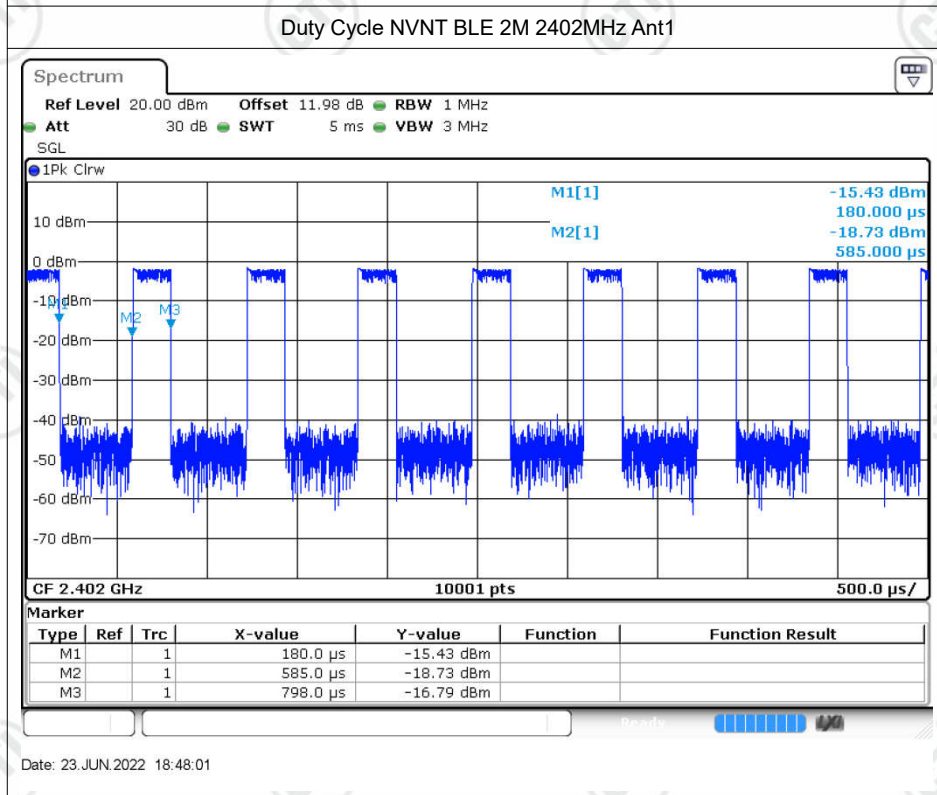 Duty Cycle NVNT BLE 2M 2402MHz Ant1
Spectrum
Ref Level 20.00 dBm Offset 11.98 dB RBW 1 MHz
Att 30 dB SWT 5 ms VBW 3 MHz
SGL
1Pk Clrw
M1[1] -15.43 dBm
180.000 µs
10 dBm
M2[1] -18.73 dBm
585.000 µs
0 dBm
-10 dBm
M1
M2
M3
-20 dBm
-30 dBm
-40 dBm
-50
-60 dBm
-70 dBm
CF 2.402 GHz 10001 pts 500.0 µs/
Marker
Type Ref Trc X-value Y-value Function Function Result
M1 1 180.0 µs -15.43 dBm
M2 1 585.0 µs -18.73 dBm
M3 1 798.0 µs -16.79 dBm
Ready
LXI
Date: 23.JUN.2022 18:48:01